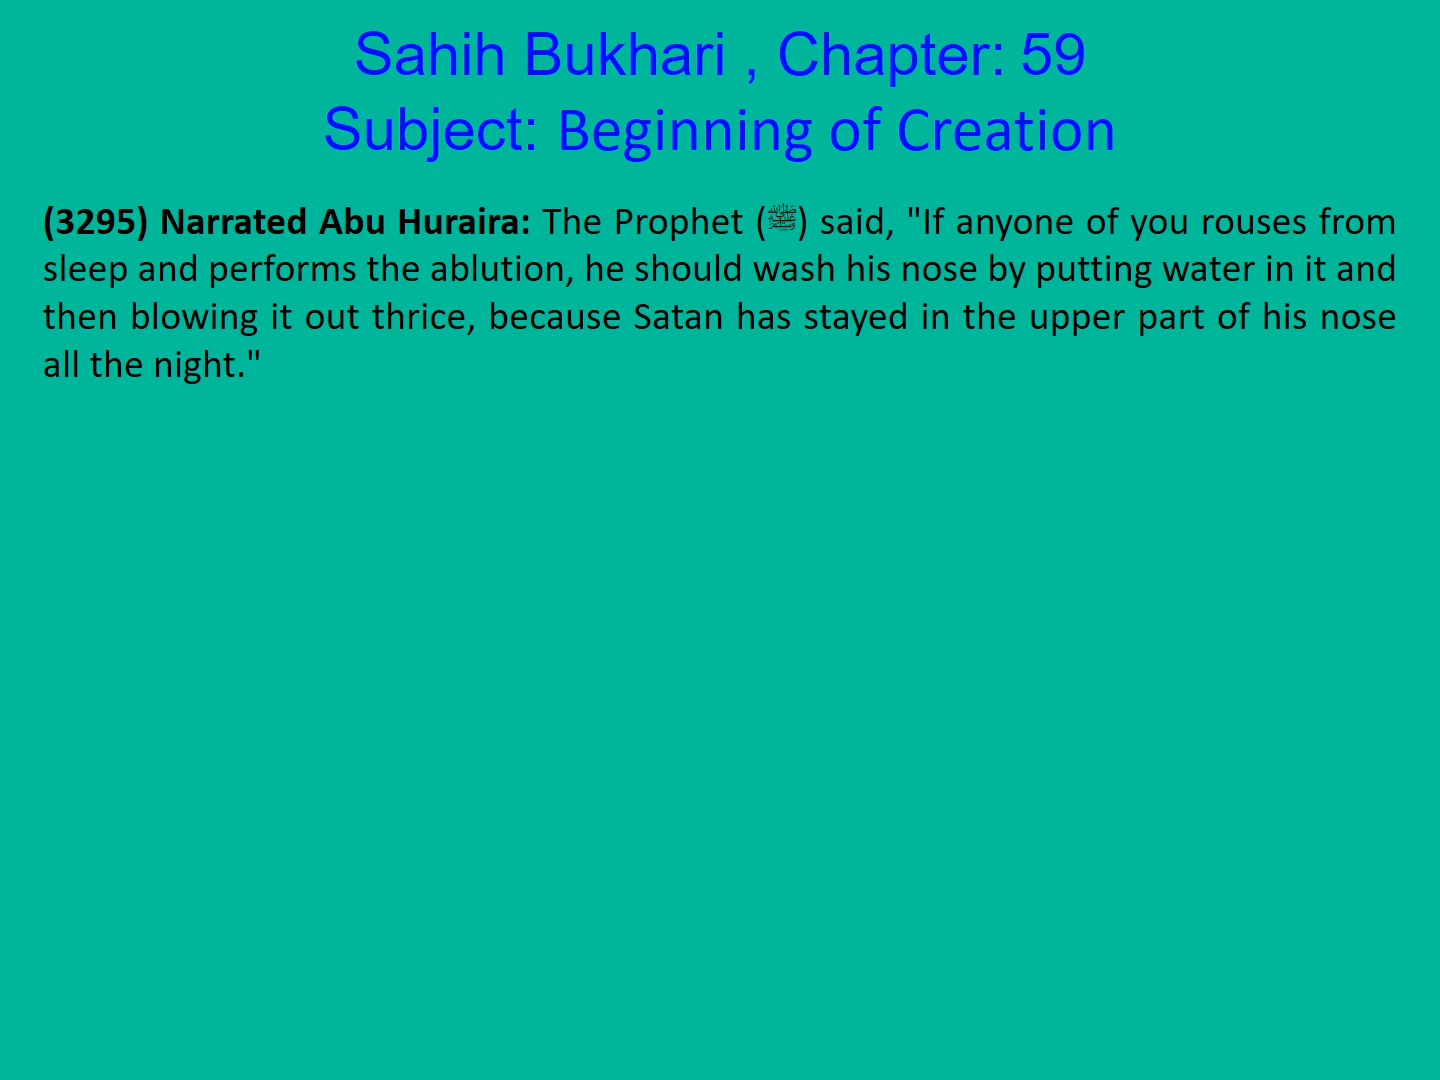 Sahih Bukhari , Chapter: 59
Subject: Beginning of Creation
(3295) Narrated Abu Huraira: The Prophet (ﷺ) said, "If anyone of you rouses from
sleep and performs the ablution, he should wash his nose by putting water in it and
then blowing it out thrice, because Satan has stayed in the upper part of his nose
all the night."